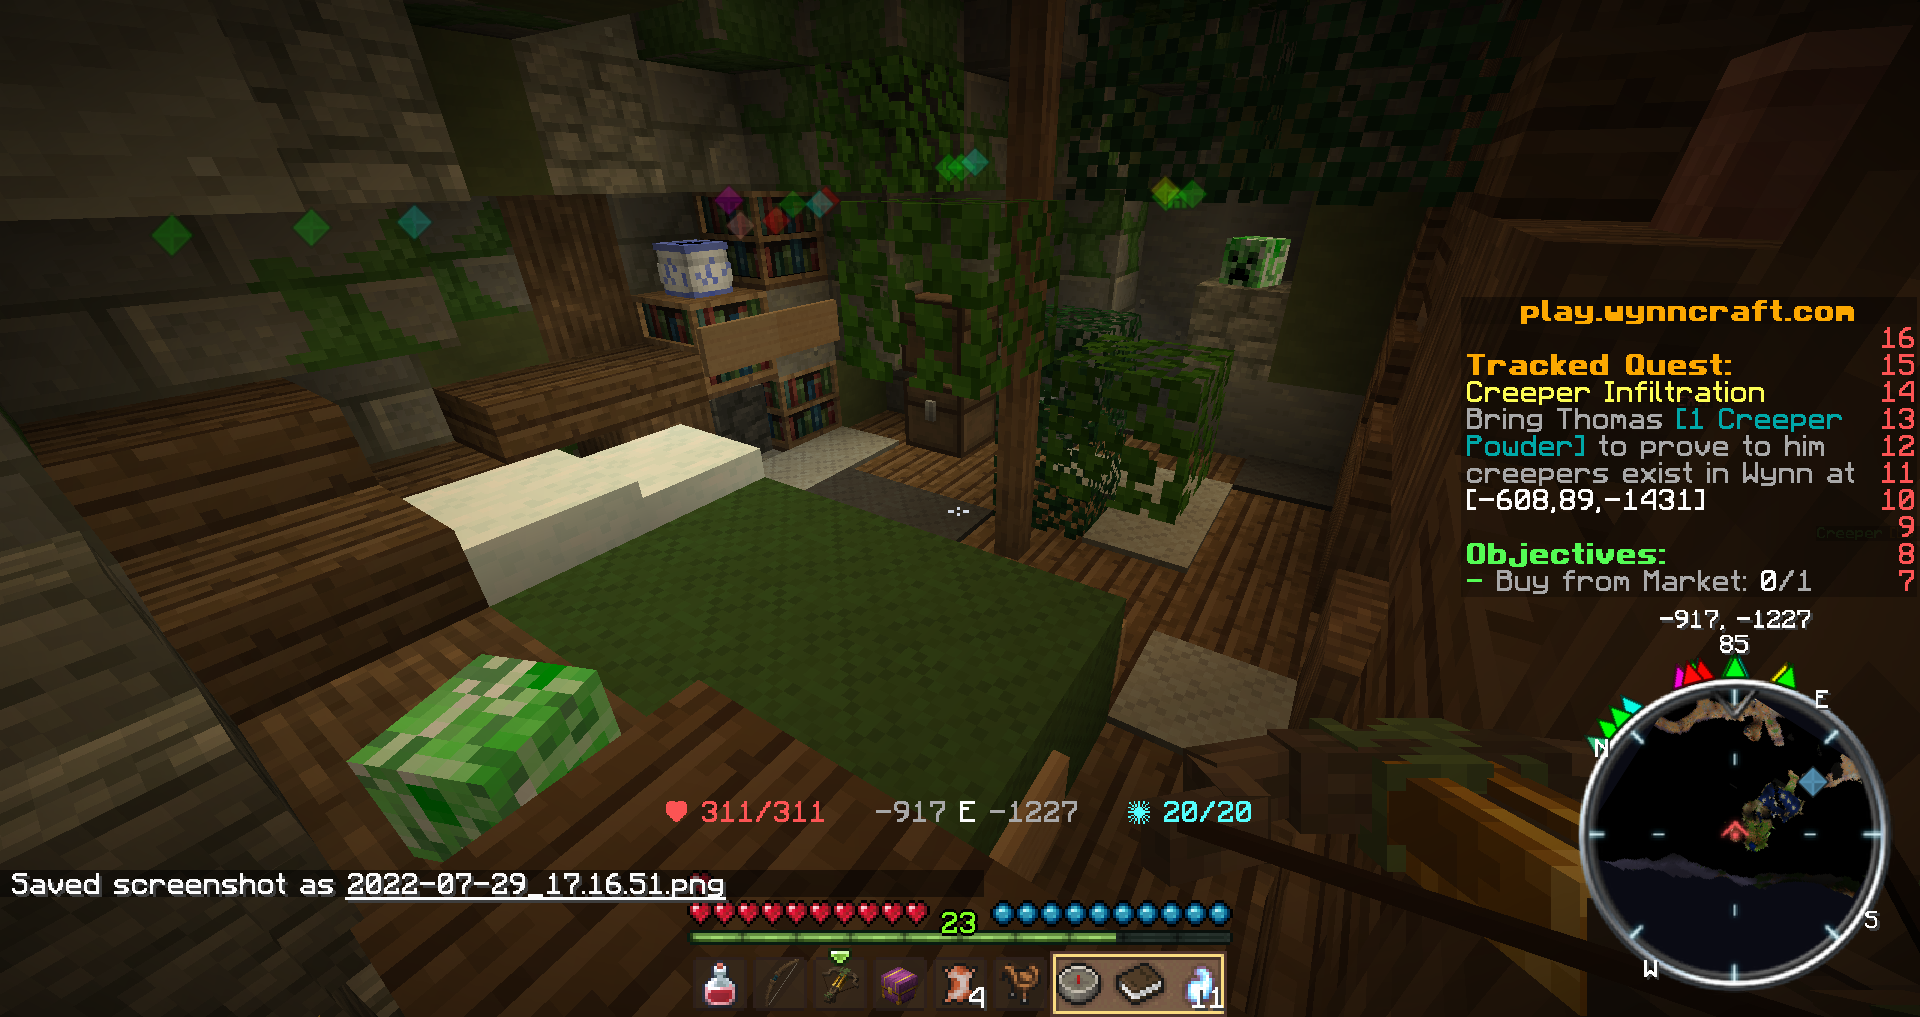 play.wynncraft.com
16
Tracked Quest: 15
Creeper Infiltration 14
Bring Thomas [1 Creeper 13
Powder] to prove to him 12
creepers exist in Wynn at 11
[-608,89,-1431] 10
9
Creeper
Objectives: 8
- Buy from Market: 0/1 7
-917, -1227
85
E
N
S
W
311/311 -917 E -1227 20/20
Saved screenshot as 2022-07-29_17.16.51.png
23
4
11